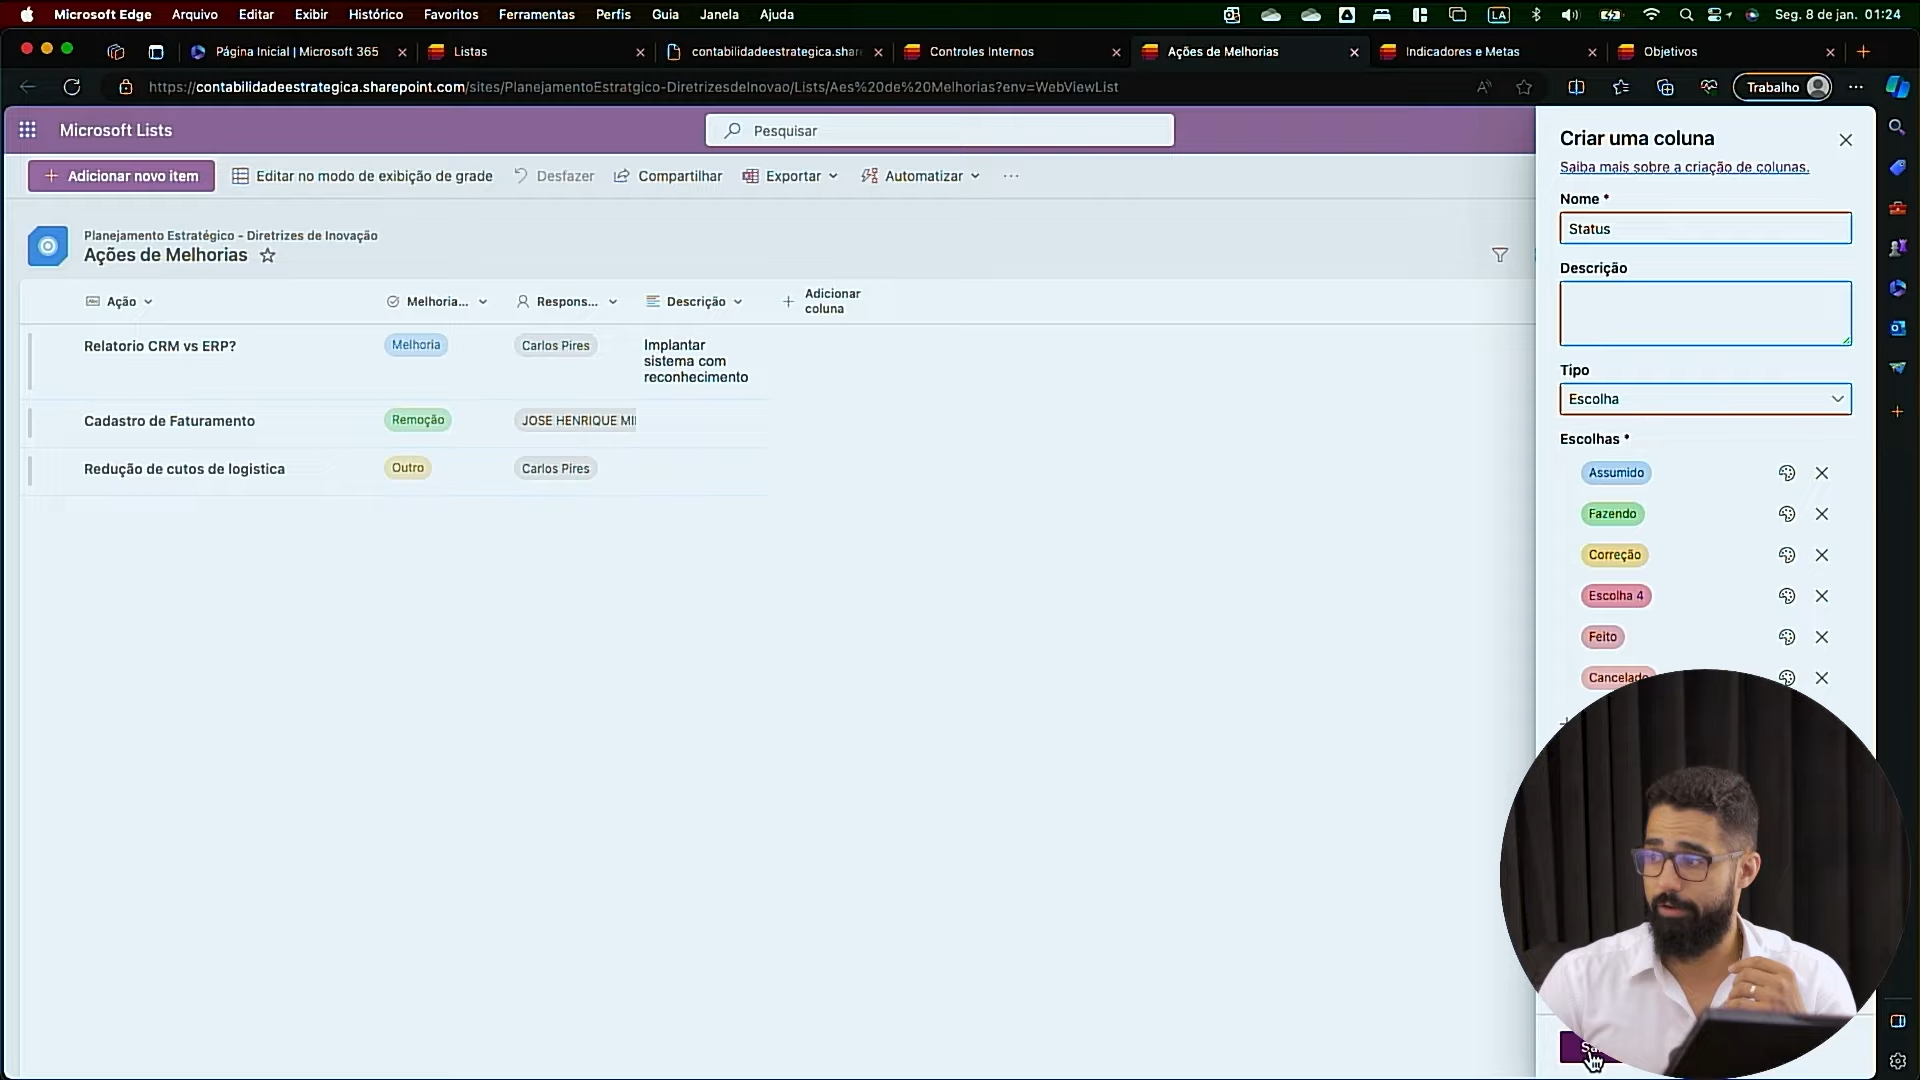 Microsoft Edge Arquivo Editar Exibir Histórico Favoritos Ferramentas Perfis Guia Janela Ajuda LA Seg. 8 de jan. 01:24
Página Inicial | Microsoft 365 Listas contabilidadeestrategica.shar Controles Internos Ações de Melhorias Indicadores e Metas Objetivos
https://contabilidadeestrategica.sharepoint.com/sites/PlanejamentoEstratgico-DiretrizesdeInovao/Lists/Aes%20de%20Melhorias?env=WebViewList Trabalho
Microsoft Lists Pesquisar
Adicionar novo item Editar no modo de exibição de grade Desfazer Compartilhar Exportar Automatizar
Planejamento Estratégico - Diretrizes de Inovação
Ações de Melhorias
Ação Melhoria... Respons... Descrição Adicionar coluna
Relatorio CRM vs ERP? Melhoria Carlos Pires Implantar
sistema com
reconhecimento
Cadastro de Faturamento Remoção JOSE HENRIQUE MI
Redução de cutos de logistica Outro Carlos Pires
Criar uma coluna
Saiba mais sobre a criação de colunas.
Nome *
Status
Descrição
Tipo
Escolha
Escolhas *
Assumido
Fazendo
Correção
Escolha 4
Feito
Cancelado